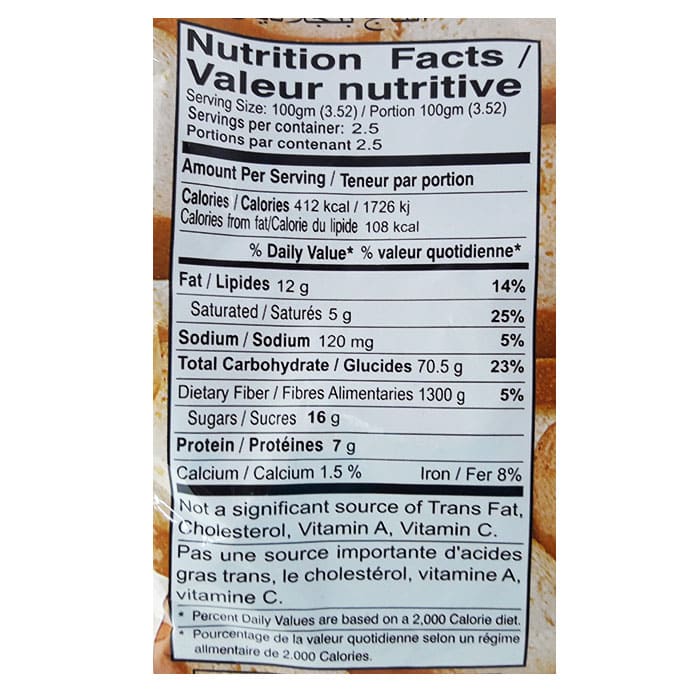 Nutrition Facts /
Valeur nutritive
Serving Size: 100gm (3.52) / Portion 100gm (3.52)
Servings per container: 2.5
Portions par contenant 2.5
Amount Per Serving / Teneur par portion
Calories / Calories 412 kcal / 1726 kj
Calories from fat/Calorie du lipide 108 kcal
% Daily Value* % valeur quotidienne*
Fat / Lipides 12 g 14%
Saturated / Saturés 5 g 25%
Sodium / Sodium 120 mg 5%
Total Carbohydrate / Glucides 70.5 g 23%
Dietary Fiber / Fibres Alimentaries 1300 g 5%
Sugars / Sucres 16 g
Protein / Protéines 7 g
Calcium / Calcium 1.5 % Iron / Fer 8%
Not a significant source of Trans Fat,
Cholesterol, Vitamin A, Vitamin C.
Pas une source importante d'acides
gras trans, le cholestérol, vitamine A,
vitamine C.
* Percent Daily Values are based on a 2,000 Calorie diet.
* Pourcentage de la valeur quotidienne selon un régime
alimentaire de 2.000 Calories.